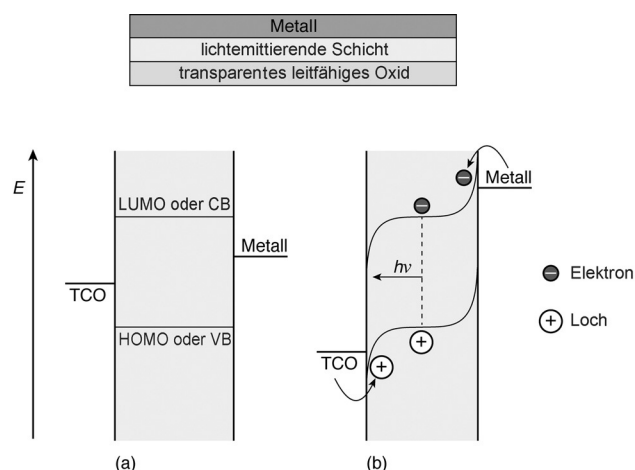 Metall
lichtemittierende Schicht
transparentes leitfähiges Oxid
E
LUMO oder CB
Metall
TCO
HOMO oder VB
(a)
Metall
hν
TCO
(b)
Elektron
Loch